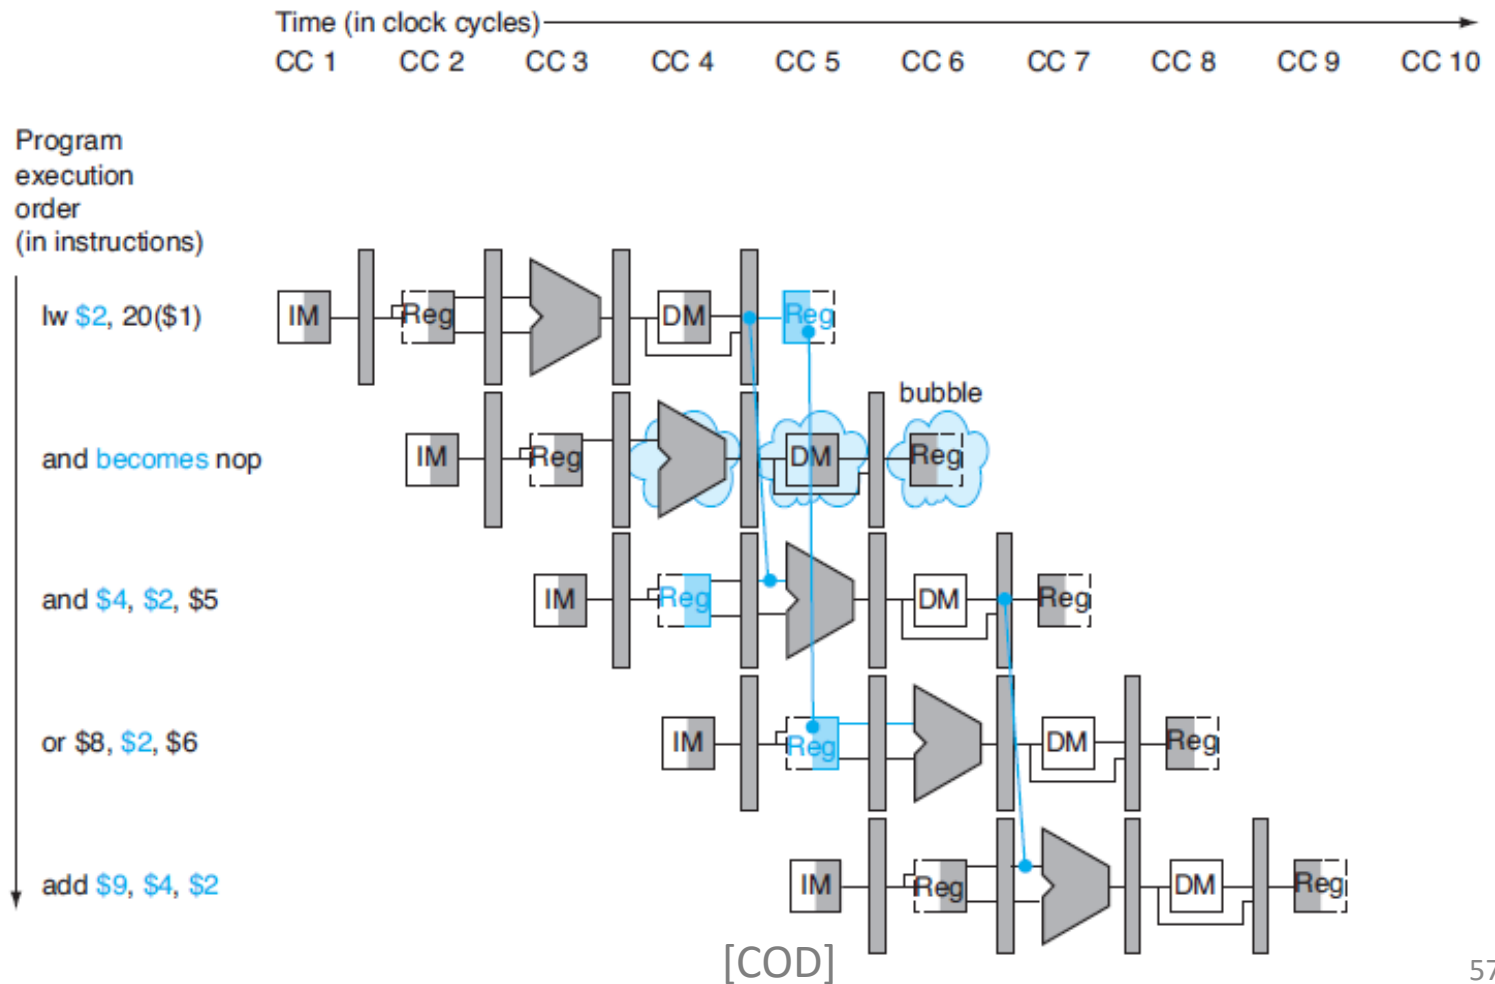 Time (in clock cycles)
CC 1 CC 2 CC 3 CC 4 CC 5 CC 6 CC 7 CC 8 CC 9 CC 10
Program
execution
order
(in instructions)
lw $2, 20($1)
IM Reg DM Reg
bubble
and becomes nop
IM Reg DM Reg
and $4, $2, $5
IM Reg DM Reg
or $8, $2, $6
IM Reg DM Reg
add $9, $4, $2
IM Reg DM Reg
[COD]
57